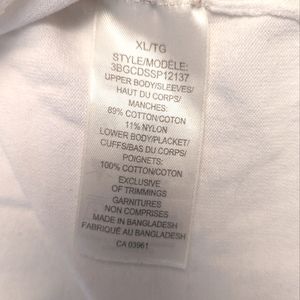 XL/TG
STYLE/MODÈLE:
3BGCDSSP12137
UPPER BODY/SLEEVES/
HAUT DU CORPS/
MANCHES:
89% COTTON/COTON
11% NYLON
LOWER BODY/PLACKET/
CUFFS/BAS DU CORPS/
POIGNETS:
100% COTTON/COTON
EXCLUSIVE
OF TRIMMINGS
GARNITURES
NON COMPRISES
MADE IN BANGLADESH
FABRIQUÉ AU BANGLADESH
CA 03961